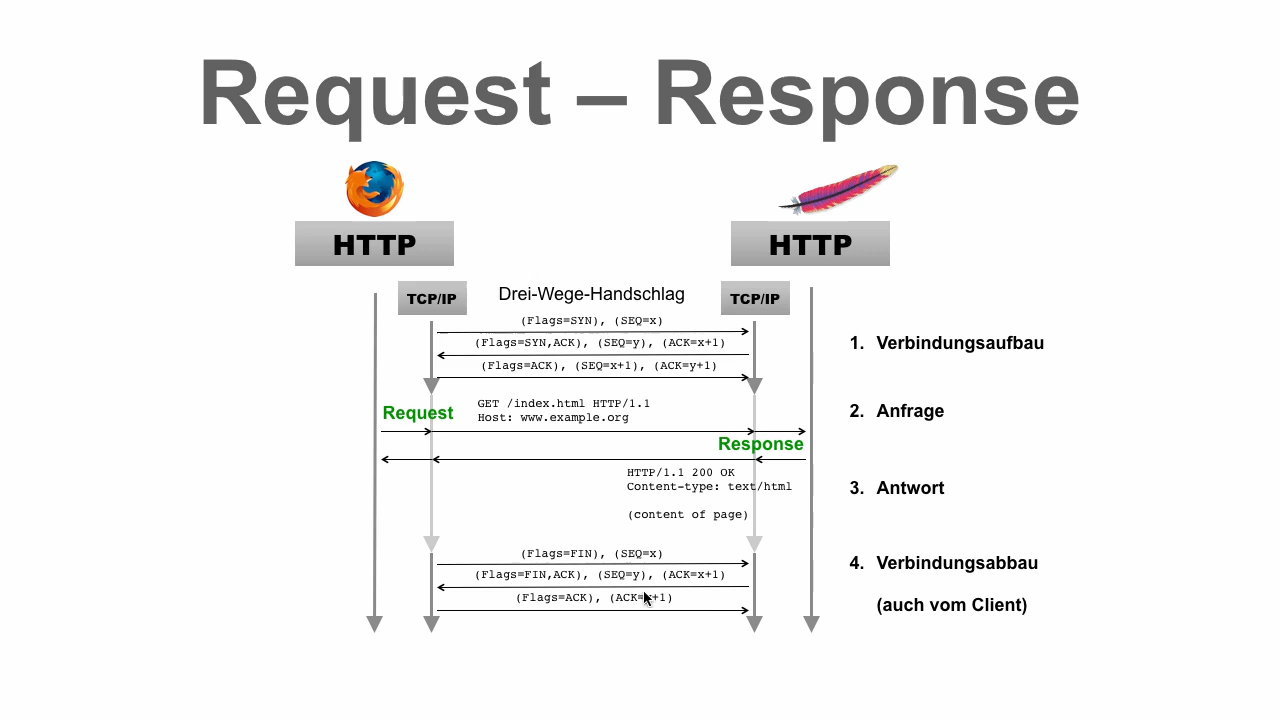 Request – Response
HTTP
HTTP
TCP/IP
Drei-Wege-Handschlag
TCP/IP
(Flags=SYN), (SEQ=x)
(Flags=SYN,ACK), (SEQ=y), (ACK=x+1)
(Flags=ACK), (SEQ=x+1), (ACK=y+1)
1. Verbindungsaufbau
Request
GET /index.html HTTP/1.1
Host: www.example.org
2. Anfrage
Response
HTTP/1.1 200 OK
Content-type: text/html
(content of page)
3. Antwort
(Flags=FIN), (SEQ=x)
(Flags=FIN,ACK), (SEQ=y), (ACK=x+1)
(Flags=ACK),
4. Verbindungsabbau
(auch vom Client)